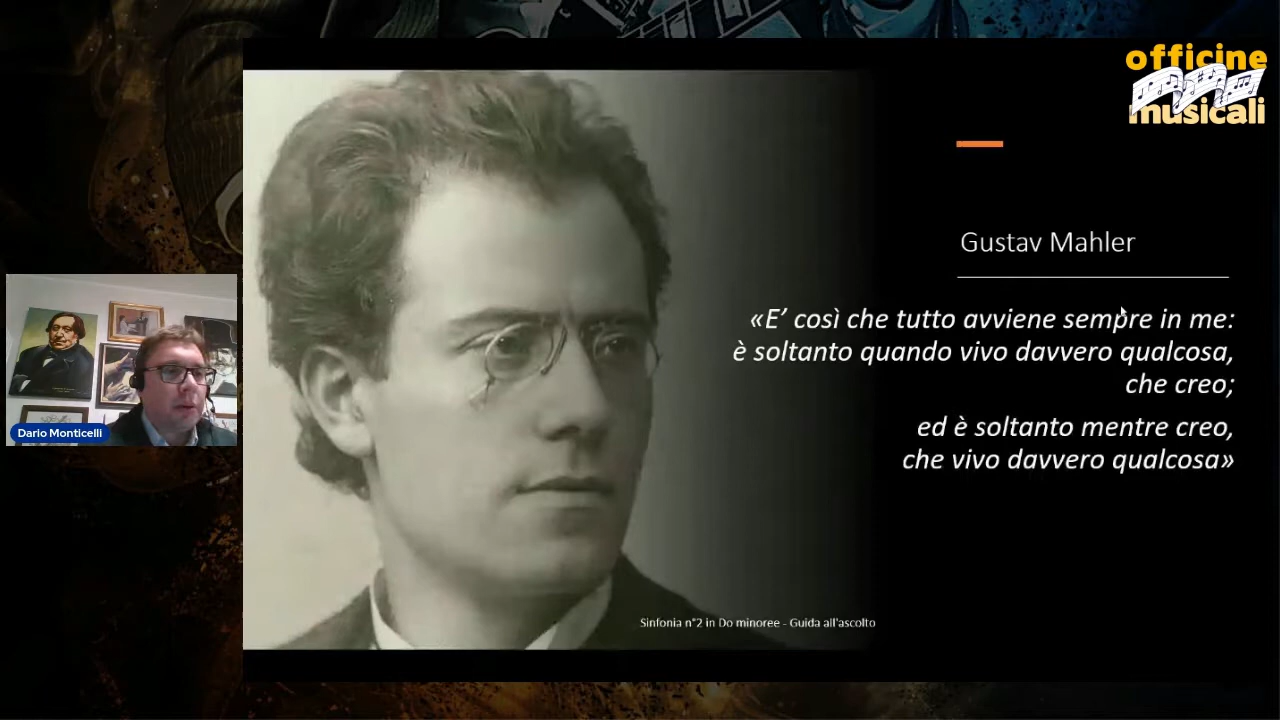 officine
musicali
Gustav Mahler
«E’ così che tutto avviene sempre in me:
è soltanto quando vivo davvero qualcosa,
che creo;
ed è soltanto mentre creo,
che vivo davvero qualcosa»
Dario Monticelli
Sinfonia n°2 in Do minoree - Guida all'ascolto